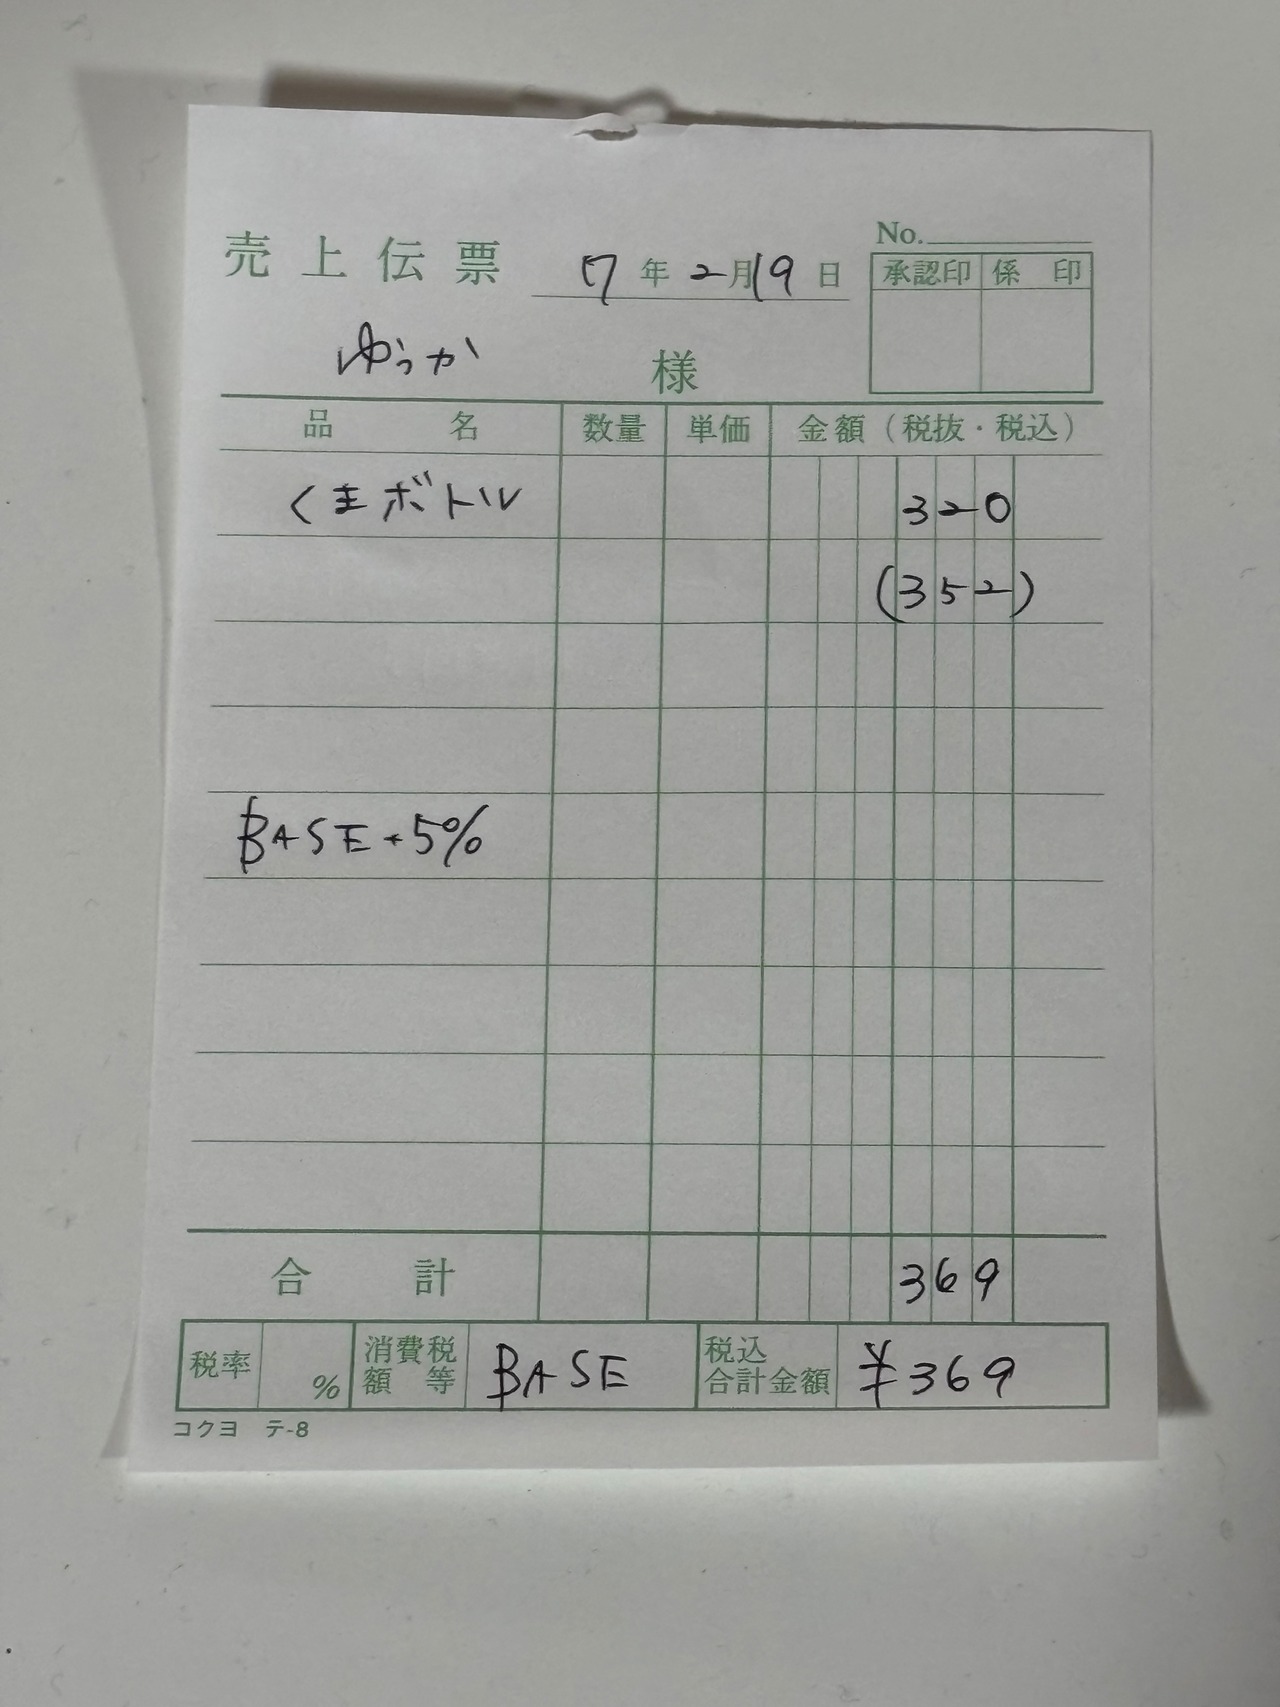 No.
売上伝票 7年2月19日
承認印 係印
ゆうか 様
品名 数量 単価 金額（税抜・税込）
くまボトル 320
(352)
BASE+5%
合計 369
税率 % 消費税額等 BASE 税込合計金額 ¥369
コクヨ テ-8